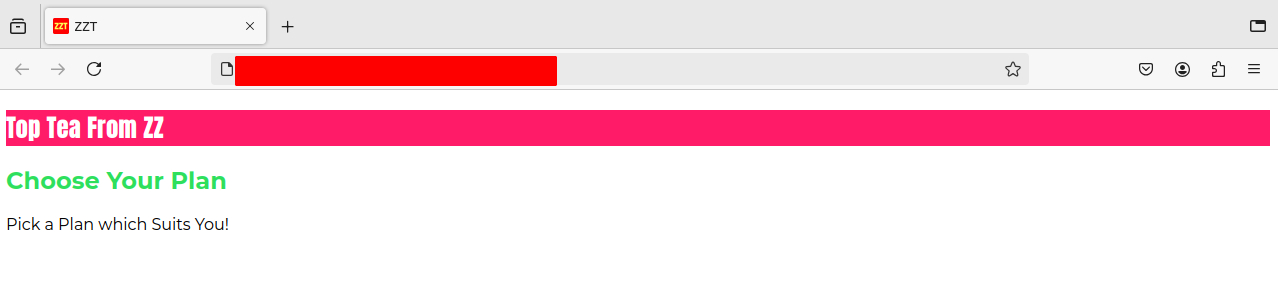 ZZT ZZT
Top Tea From ZZ
Choose Your Plan
Pick a Plan which Suits You!